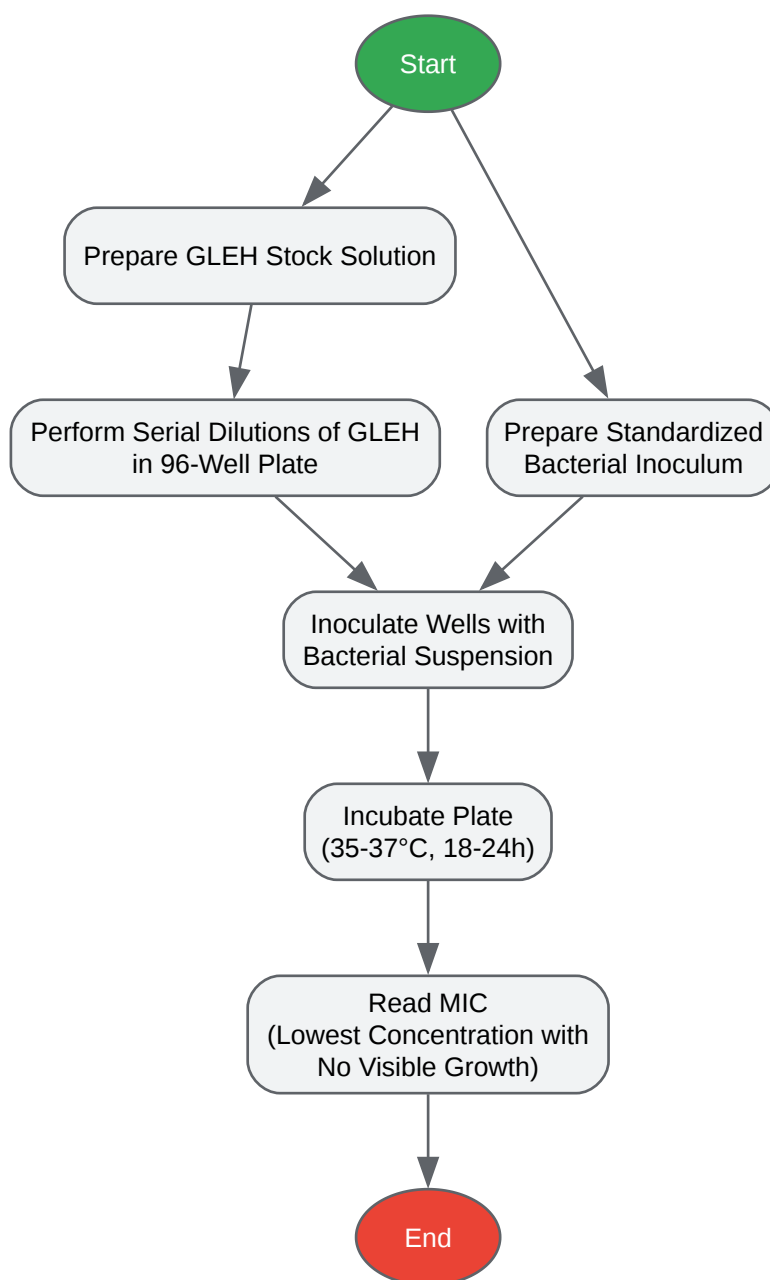 Start
Prepare GLEH Stock Solution
Perform Serial Dilutions of GLEH
in 96-Well Plate
Prepare Standardized
Bacterial Inoculum
Inoculate Wells with
Bacterial Suspension
Incubate Plate
(35-37°C, 18-24h)
Read MIC
(Lowest Concentration with
No Visible Growth)
End